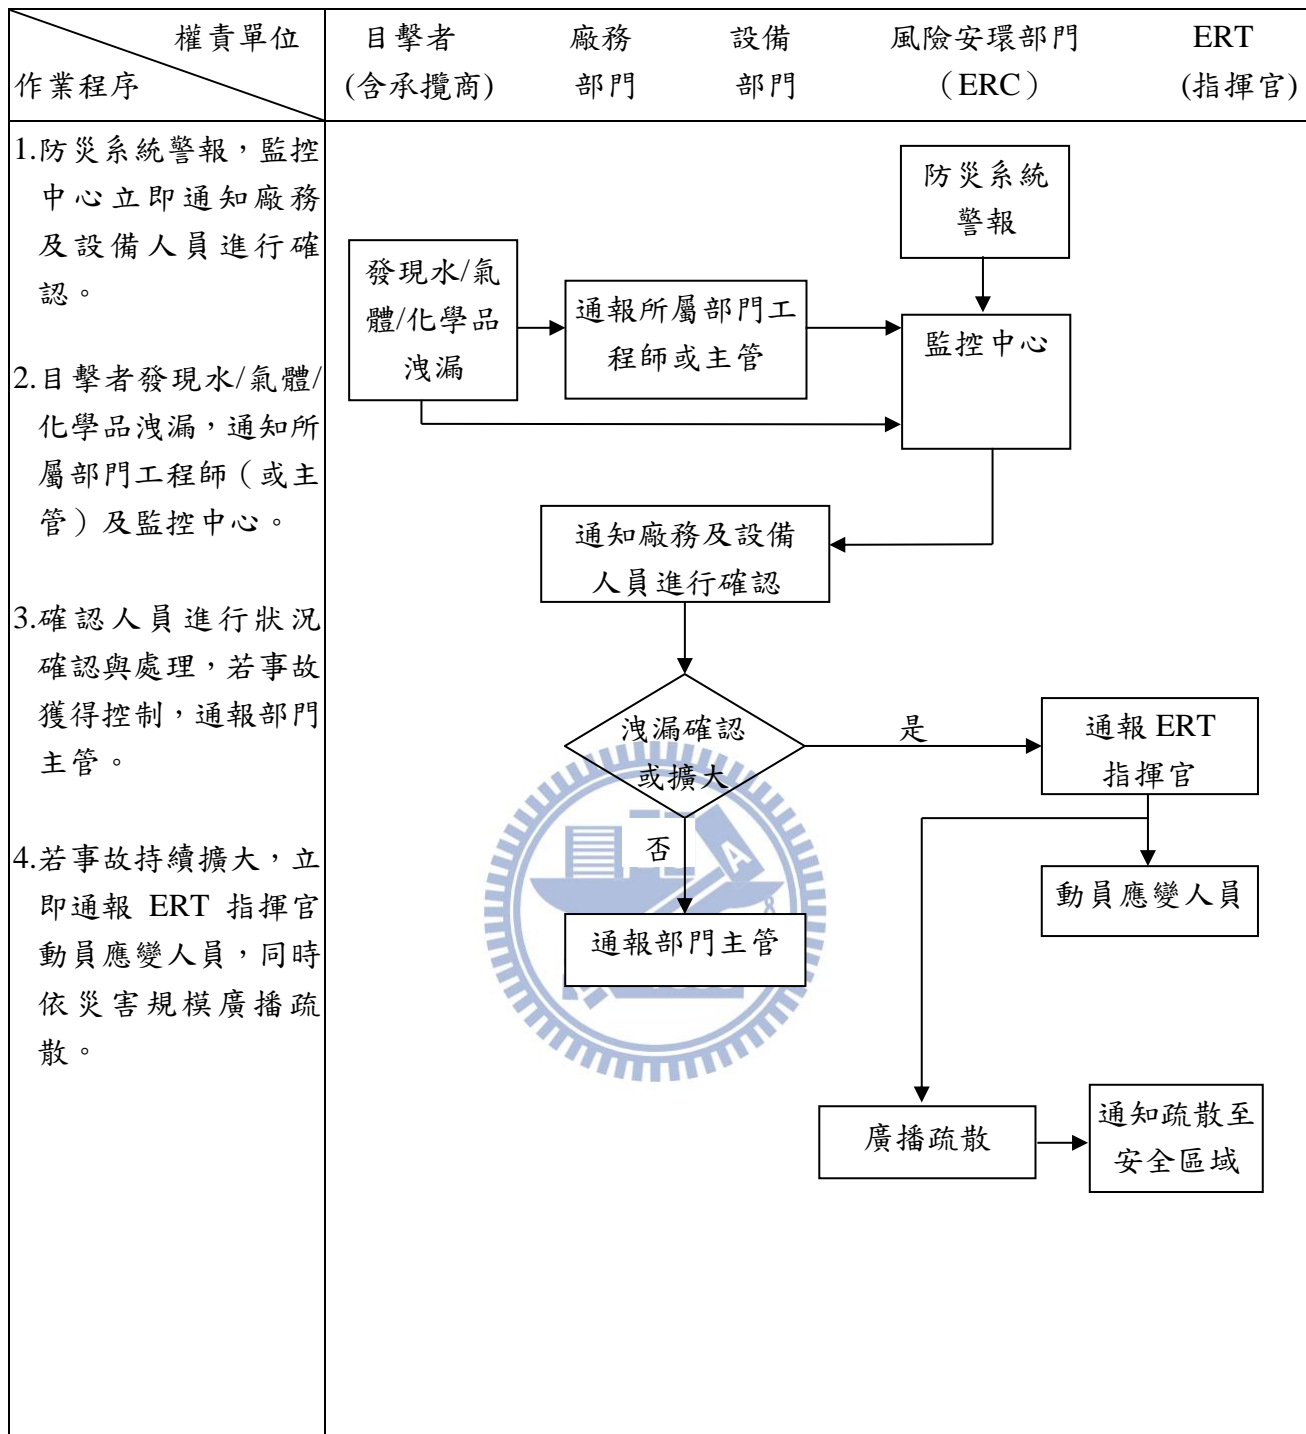 權責單位
作業程序
目擊者
(含承攬商)
廠務
部門
設備
部門
風險安環部門
（ERC）
ERT
(指揮官)
1.防災系統警報，監控
中心立即通知廠務
及設備人員進行確
認。
2.目擊者發現水/氣體/
化學品洩漏，通知所
屬部門工程師（或主
管）及監控中心。
3.確認人員進行狀況
確認與處理，若事故
獲得控制，通報部門
主管。
4.若事故持續擴大，立
即通報 ERT 指揮官
動員應變人員，同時
依災害規模廣播疏
散。
防災系統
警報
發現水/氣
體/化學品
洩漏
通報所屬部門工
程師或主管
監控中心
通知廠務及設備
人員進行確認
洩漏確認
或擴大
是
通報 ERT
指揮官
否
動員應變人員
通報部門主管
廣播疏散
通知疏散至
安全區域